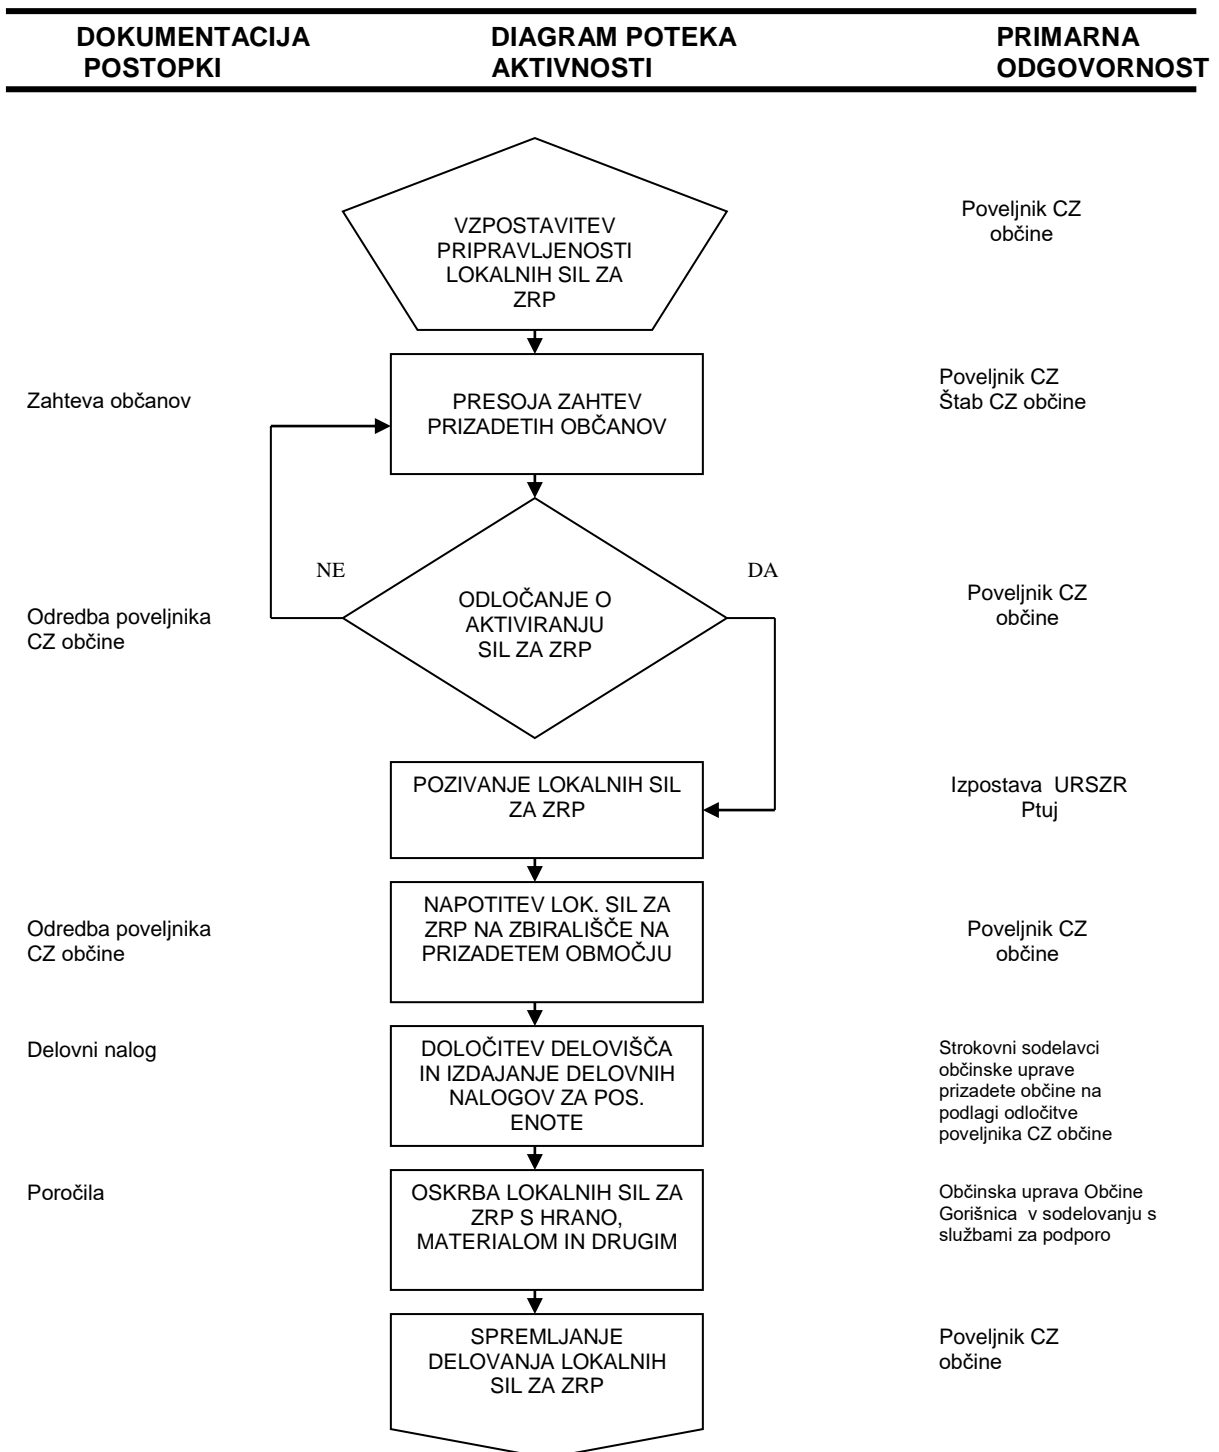 DOKUMENTACIJA
POSTOPKI
DIAGRAM POTEKA
AKTIVNOSTI
PRIMARNA
ODGOVORNOST
VZPOSTAVITEV
PRIPRAVLJENOSTI
LOKALNIH SIL ZA
ZRP
Poveljnik CZ
občine
Zahteva občanov
PRESOJA ZAHTEV
PRIZADETIH OBČANOV
Poveljnik CZ
Štab CZ občine
NE
DA
Odredba poveljnika
CZ občine
ODLOČANJE O
AKTIVIRANJU
SIL ZA ZRP
Poveljnik CZ
občine
POZIVANJE LOKALNIH SIL
ZA ZRP
Izpostava URSZR
Ptuj
Odredba poveljnika
CZ občine
NAPOTITEV LOK. SIL ZA
ZRP NA ZBIRALIŠČE NA
PRIZADETEM OBMOČJU
Poveljnik CZ
občine
Delovni nalog
DOLOČITEV DELOVIŠČA
IN IZDAJANJE DELOVNIH
NALOGOV ZA POS.
ENOTE
Strokovni sodelavci
občinske uprave
prizadete občine na
podlagi odločitve
poveljnika CZ občine
Poročila
OSKRBA LOKALNIH SIL ZA
ZRP S HRANO,
MATERIALOM IN DRUGIM
Občinska uprava Občine
Gorišnica v sodelovanju s
službami za podporo
SPREMLJANJE
DELOVANJA LOKALNIH
SIL ZA ZRP
Poveljnik CZ
občine